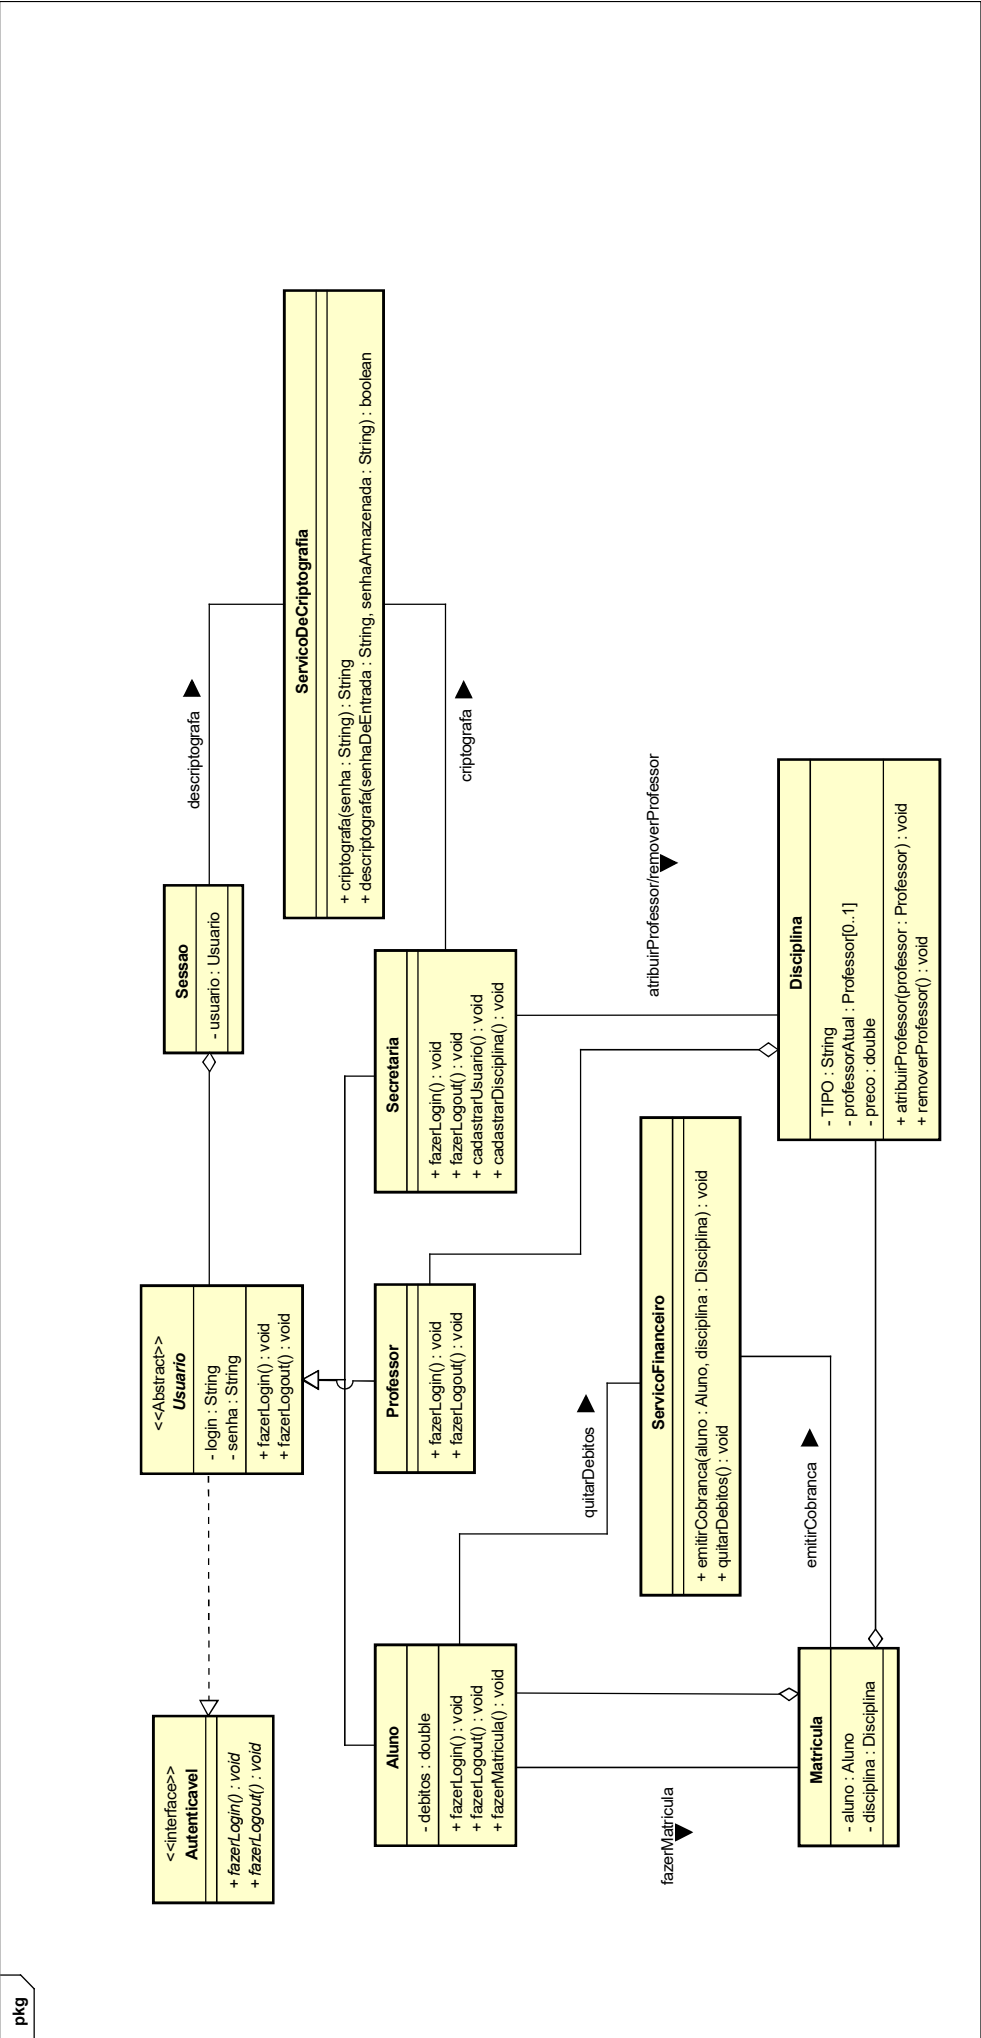 pkg
<<interface>>
Autenticavel
+ fazerLogin() : void
+ fazerLogout() : void
<<Abstract>>
Usuario
- login : String
- senha : String
+ fazerLogin() : void
+ fazerLogout() : void
Sessao
- usuario : Usuario
descriptografa
ServicoDeCriptografia
+ criptografa(senha : String) : String
+ descriptografa(senhaDeEntrada : String, senhaArmazenada : String) : boolean
criptografa
Aluno
- debitos : double
+ fazerLogin() : void
+ fazerLogout() : void
+ fazerMatricula() : void
Professor
+ fazerLogin() : void
+ fazerLogout() : void
Secretaria
+ fazerLogin() : void
+ fazerLogout() : void
+ cadastrarUsuario() : void
+ cadastrarDisciplina() : void
quitarDebitos
atribuirProfessor/removerProfessor
fazerMatricula
ServicoFinanceiro
+ emitirCobranca(aluno : Aluno, disciplina : Disciplina) : void
+ quitarDebitos() : void
emitirCobranca
Matricula
- aluno : Aluno
- disciplina : Disciplina
Disciplina
- TIPO : String
- professorAtual : Professor[0..1]
- preco : double
+ atribuirProfessor(professor : Professor) : void
+ removerProfessor() : void